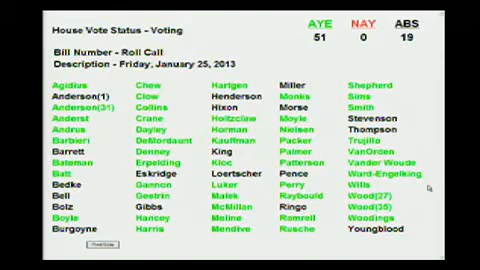 House Vote Status - Voting
AYE NAY ABS
51 0 19
Bill Number - Roll Call
Description - Friday, January 25, 2013
Agidius Chew Hartgen Miller Shepherd
Anderson(1) Clow Henderson Monks Sims
Anderson(31) Collins Hixon Morse Smith
Anderst Crane Holtzclaw Moyle Stevenson
Andrus Dayley Horman Nielsen Thompson
Barbieri DeMordaunt Kauffman Packer Trujillo
Barrett Denney King Palmer VanOrden
Bateman Erpelding Kloc Patterson Vander Woude
Batt Eskridge Loertscher Pence Ward-Engelking
Bedke Gannon Luker Perry Wills
Bell Gestrin Malek Raybould Wood(27)
Bolz Gibbs McMillan Ringo Wood(35)
Boyle Hancey Meline Romrell Woodings
Burgoyne Harris Mendive Rusche Youngblood